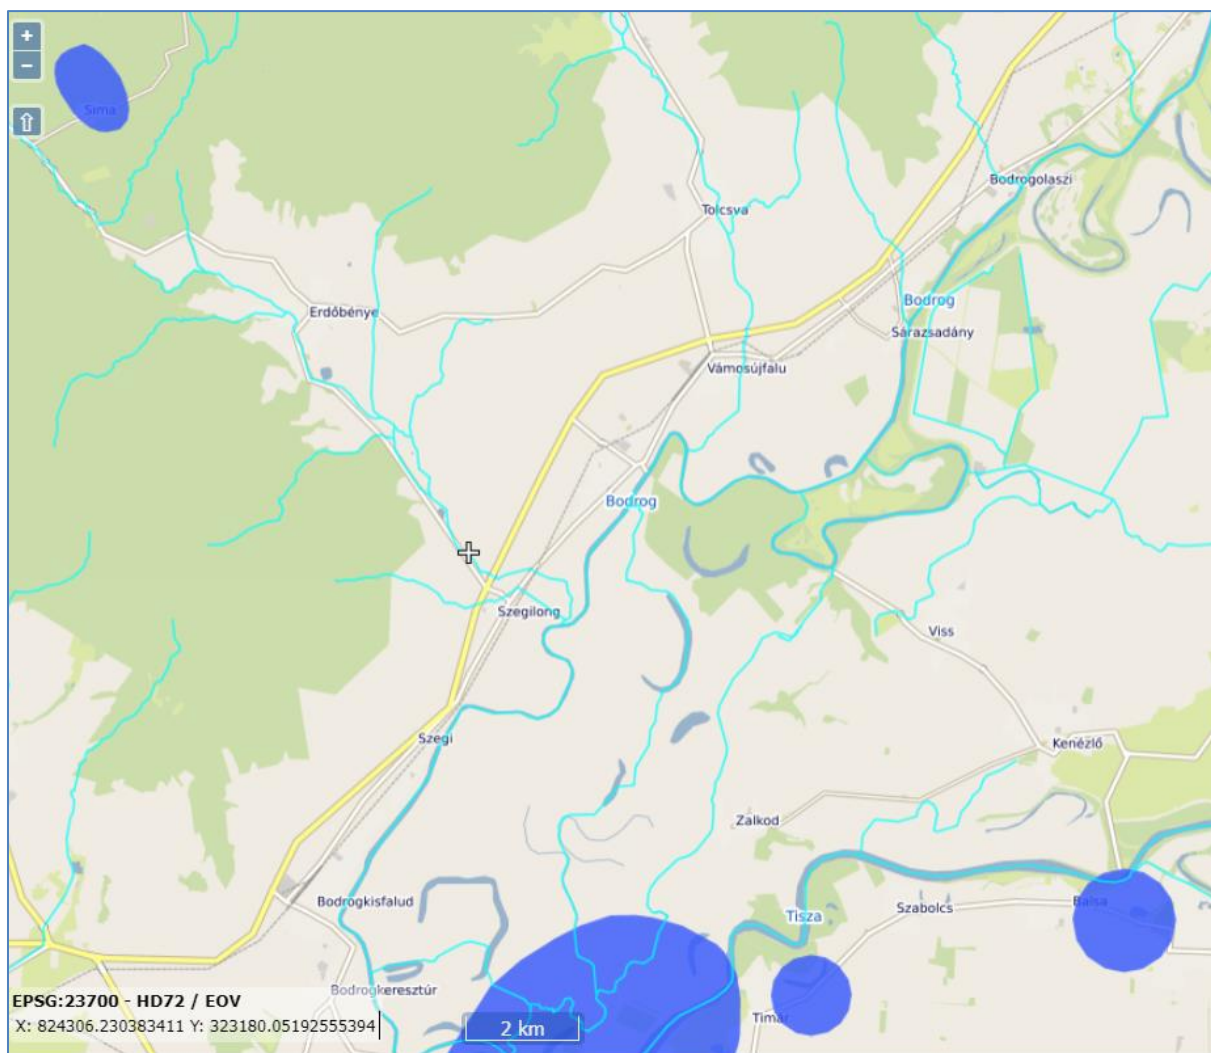 +
−
⇧
Sima
Bodrogolaszi
Tolcsva
Bodrog
Erdőbénye
Sárazsadány
Vámosújfalu
Bodrog
Szegilong
Viss
Szegi
Kenézlő
Zalkod
Bodrogkisfalud
Balsa
Szabolcs
Tisza
Bodrogkeresztúr
EPSG:23700 - HD72 / EOV
Timár
X: 824306.230383411 Y: 323180.05192555394
2 km